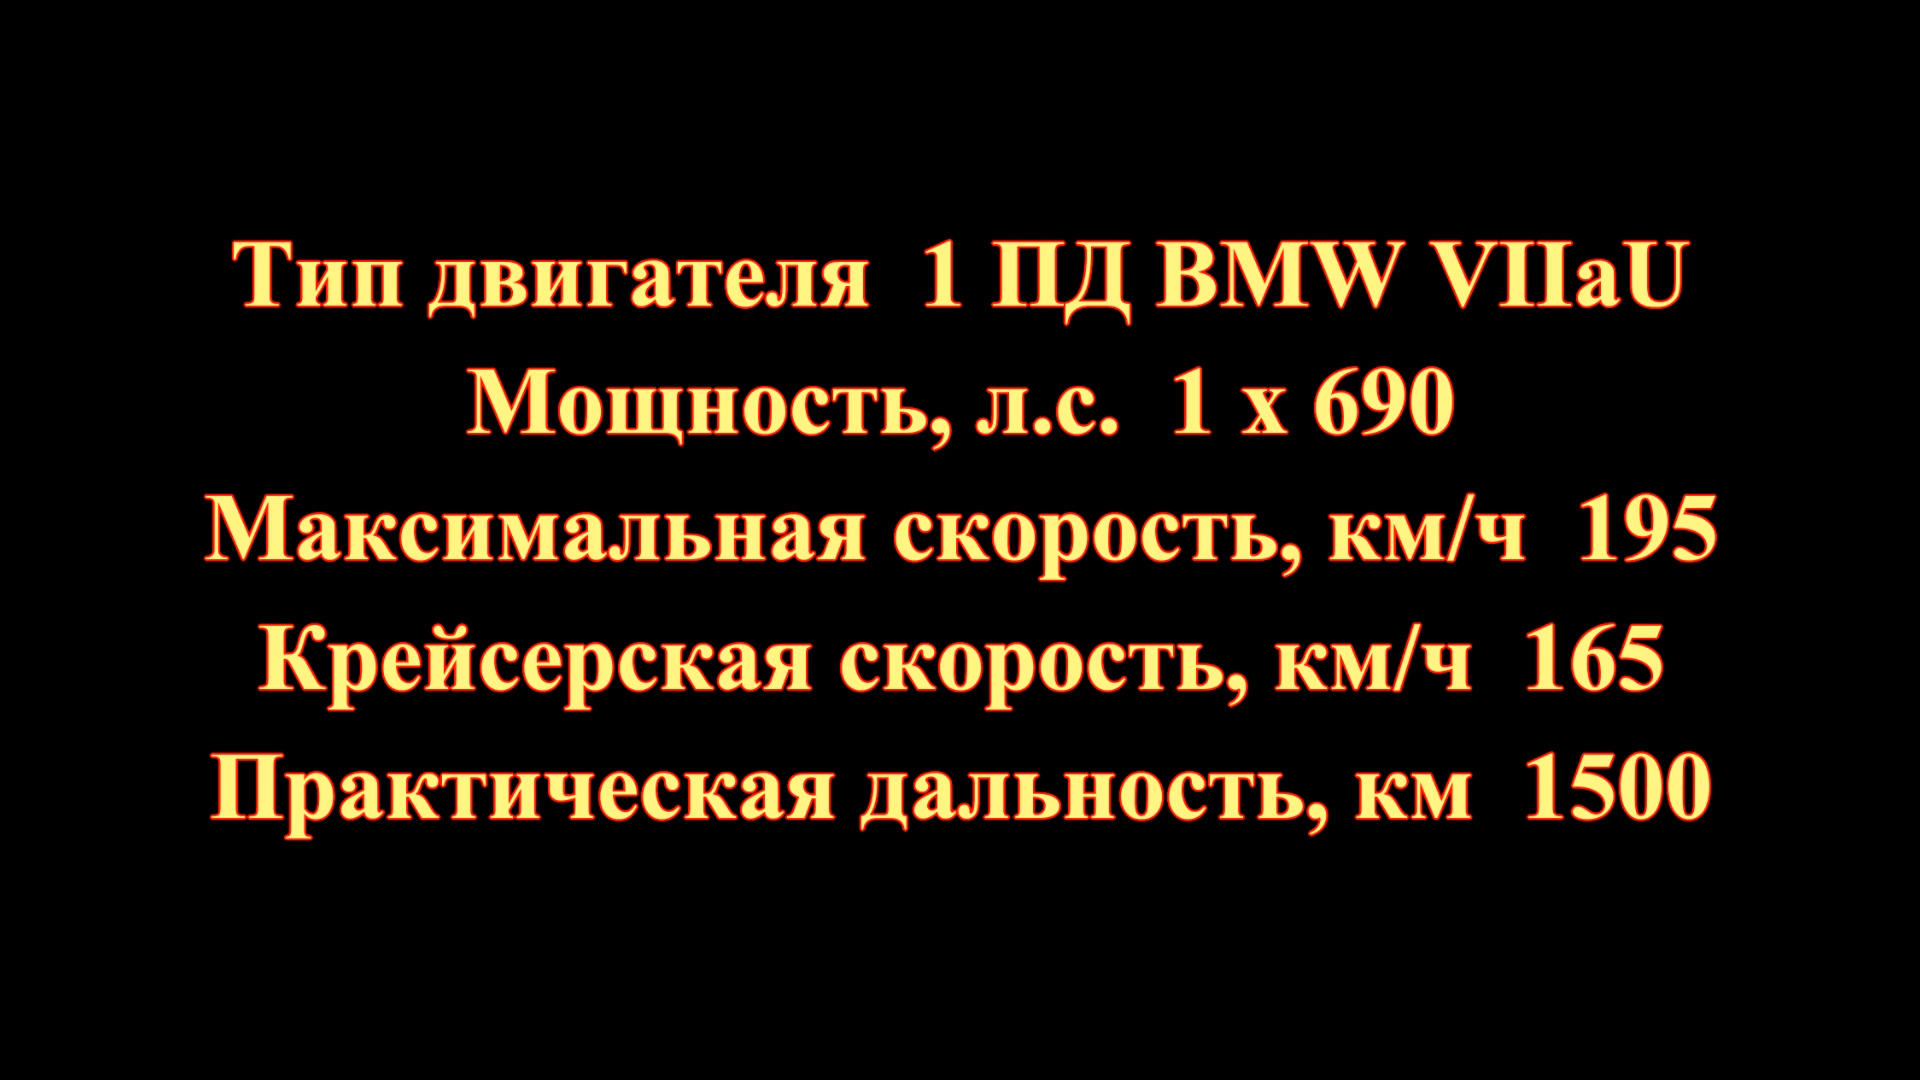 Тип двигателя 1 ПД BMW VIIaU
Мощность, л.с. 1 х 690
Максимальная скорость, км/ч 195
Крейсерская скорость, км/ч 165
Практическая дальность, км 1500